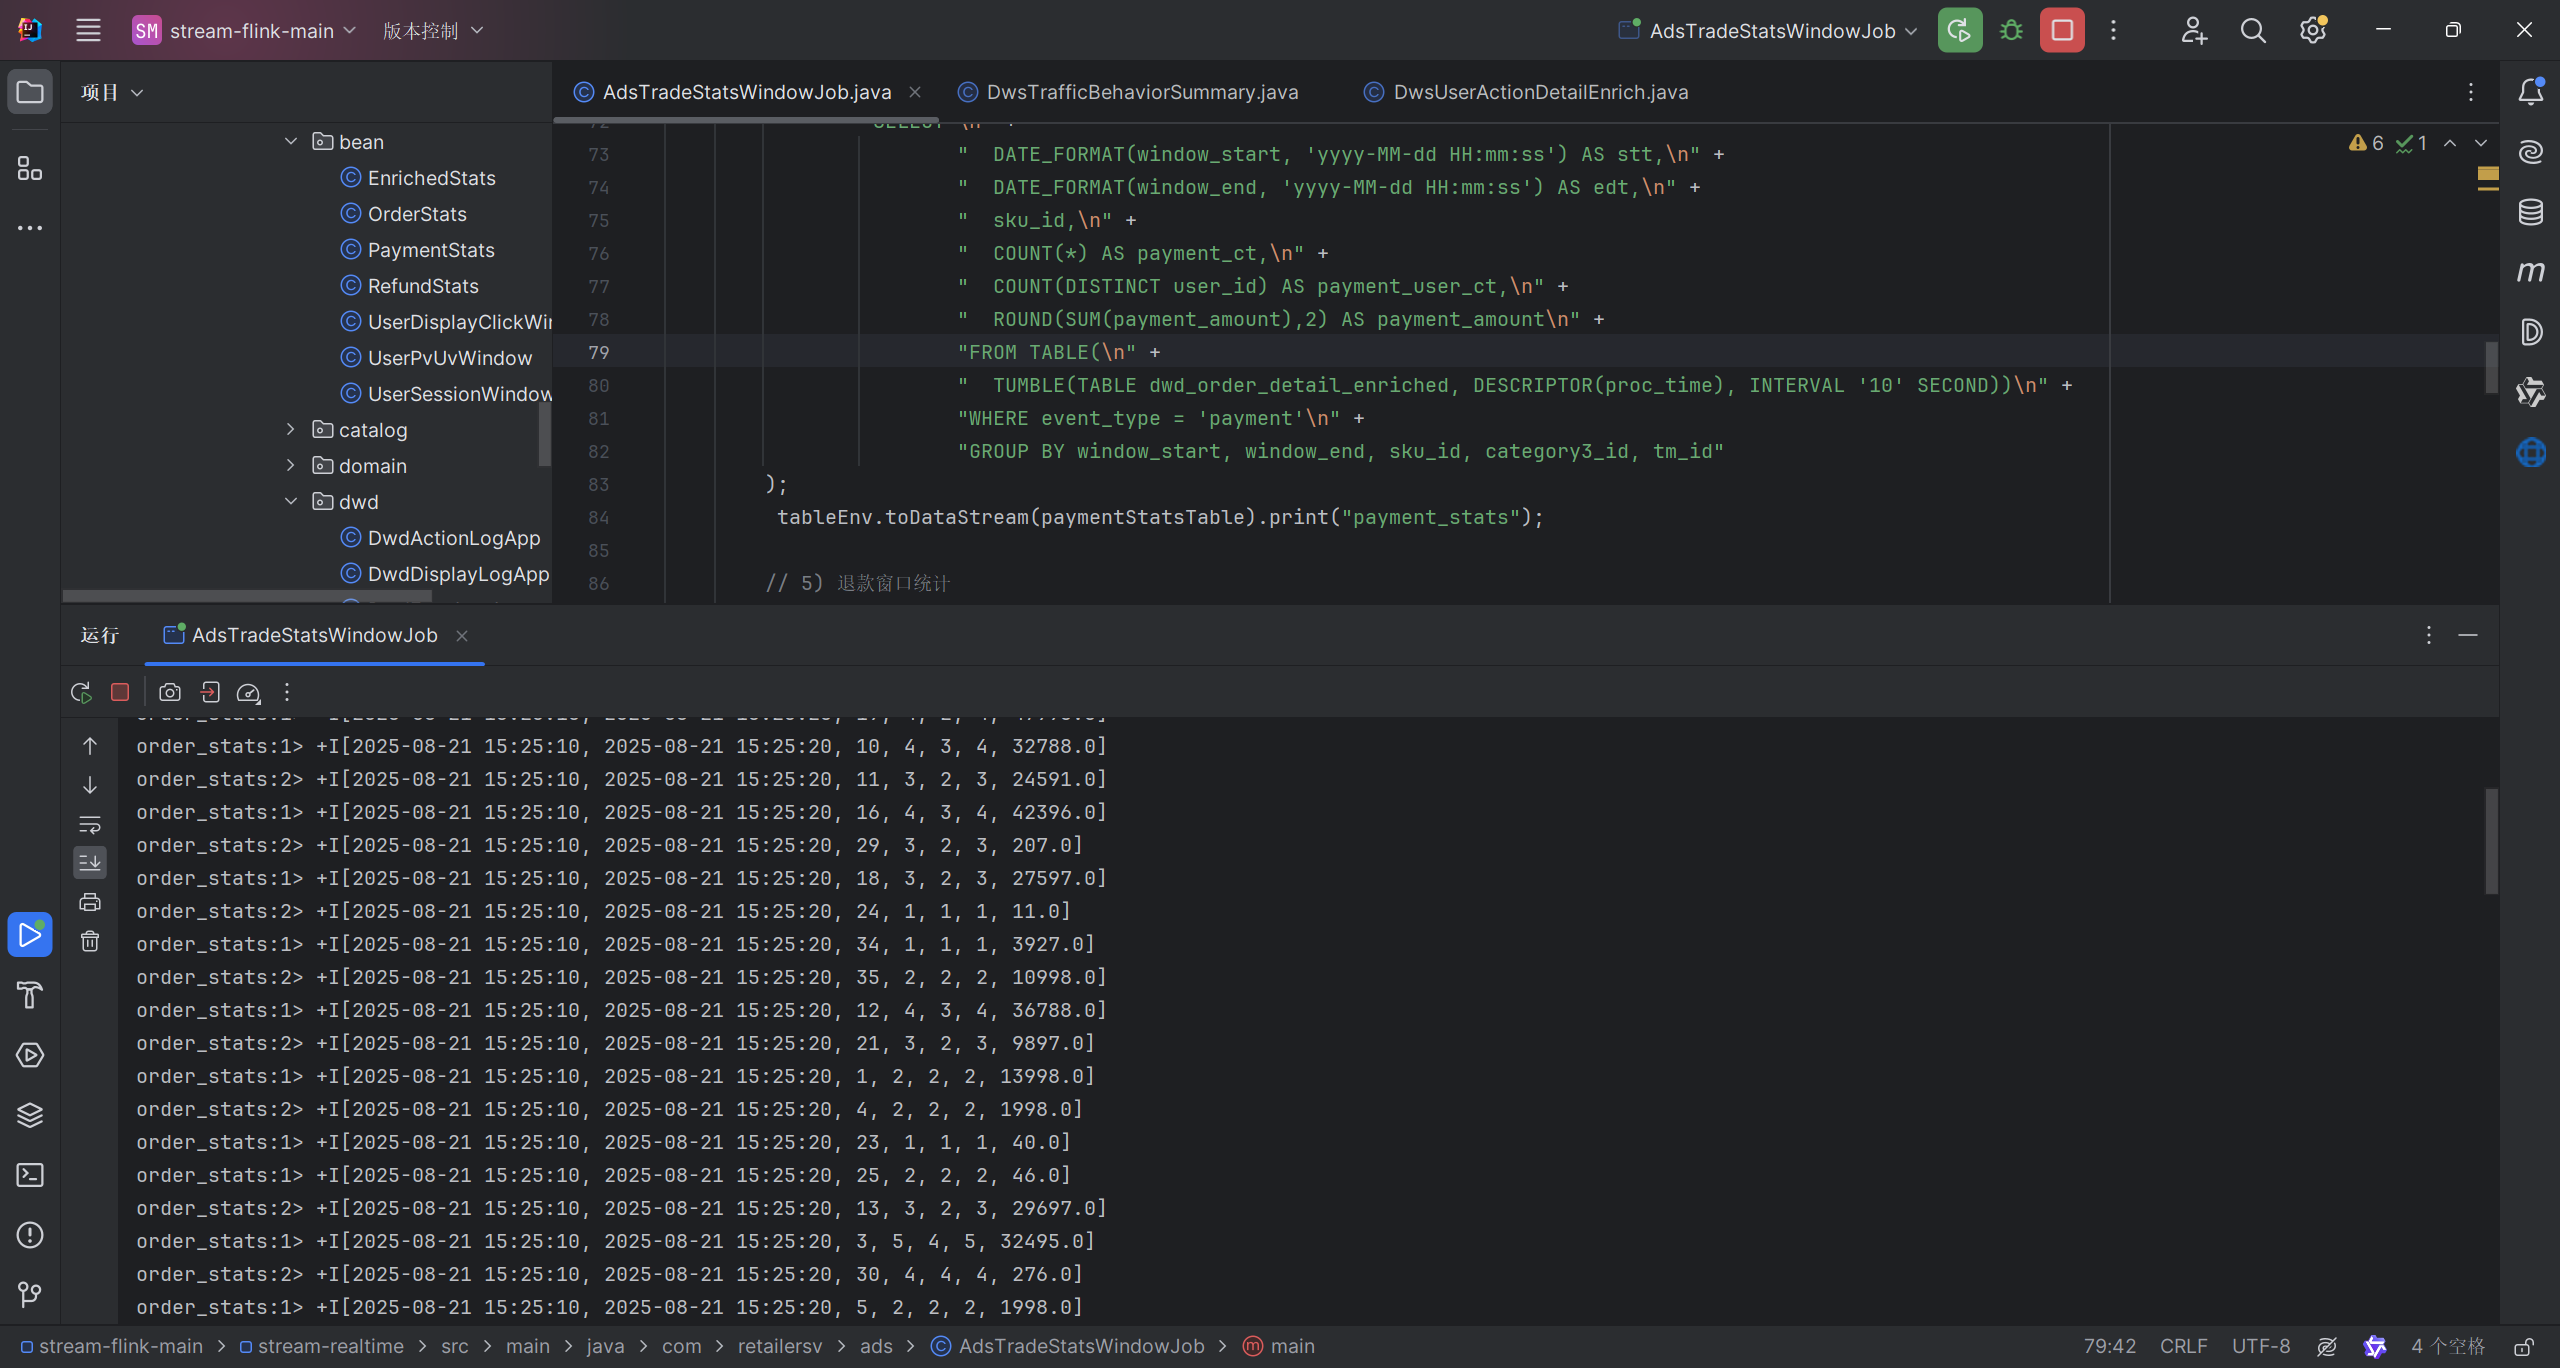 SM stream-flink-main 版本控制 AdsTradeStatsWindowJob
项目
AdsTradeStatsWindowJob.java DwsTrafficBehaviorSummary.java DwsUserActionDetailEnrich.java
bean
EnrichedStats
OrderStats
PaymentStats
RefundStats
UserDisplayClickWin
UserPvUvWindow
UserSessionWindow
catalog
domain
dwd
DwdActionLogApp
DwdDisplayLogApp
6 1
73 "  DATE_FORMAT(window_start, 'yyyy-MM-dd HH:mm:ss') AS stt,\n" +
74 "  DATE_FORMAT(window_end, 'yyyy-MM-dd HH:mm:ss') AS edt,\n" +
75 "  sku_id,\n" +
76 "  COUNT(*) AS payment_ct,\n" +
77 "  COUNT(DISTINCT user_id) AS payment_user_ct,\n" +
78 "  ROUND(SUM(payment_amount),2) AS payment_amount\n" +
79 "FROM TABLE(\n" +
80 "  TUMBLE(TABLE dwd_order_detail_enriched, DESCRIPTOR(proc_time), INTERVAL '10' SECOND))\n" +
81 "WHERE event_type = 'payment'\n" +
82 "GROUP BY window_start, window_end, sku_id, category3_id, tm_id"
83 );
84 tableEnv.toDataStream(paymentStatsTable).print("payment_stats");
85
86 // 5) 退款窗口统计
运行 AdsTradeStatsWindowJob
order_stats:1> +I[2025-08-21 15:25:10, 2025-08-21 15:25:20, 10, 4, 3, 4, 32788.0]
order_stats:2> +I[2025-08-21 15:25:10, 2025-08-21 15:25:20, 11, 3, 2, 3, 24591.0]
order_stats:1> +I[2025-08-21 15:25:10, 2025-08-21 15:25:20, 16, 4, 3, 4, 42396.0]
order_stats:2> +I[2025-08-21 15:25:10, 2025-08-21 15:25:20, 29, 3, 2, 3, 207.0]
order_stats:1> +I[2025-08-21 15:25:10, 2025-08-21 15:25:20, 18, 3, 2, 3, 27597.0]
order_stats:2> +I[2025-08-21 15:25:10, 2025-08-21 15:25:20, 24, 1, 1, 1, 11.0]
order_stats:1> +I[2025-08-21 15:25:10, 2025-08-21 15:25:20, 34, 1, 1, 1, 3927.0]
order_stats:2> +I[2025-08-21 15:25:10, 2025-08-21 15:25:20, 35, 2, 2, 2, 10998.0]
order_stats:1> +I[2025-08-21 15:25:10, 2025-08-21 15:25:20, 12, 4, 3, 4, 36788.0]
order_stats:2> +I[2025-08-21 15:25:10, 2025-08-21 15:25:20, 21, 3, 2, 3, 9897.0]
order_stats:1> +I[2025-08-21 15:25:10, 2025-08-21 15:25:20, 1, 2, 2, 2, 13998.0]
order_stats:2> +I[2025-08-21 15:25:10, 2025-08-21 15:25:20, 4, 2, 2, 2, 1998.0]
order_stats:1> +I[2025-08-21 15:25:10, 2025-08-21 15:25:20, 23, 1, 1, 1, 40.0]
order_stats:1> +I[2025-08-21 15:25:10, 2025-08-21 15:25:20, 25, 2, 2, 2, 46.0]
order_stats:2> +I[2025-08-21 15:25:10, 2025-08-21 15:25:20, 13, 3, 2, 3, 29697.0]
order_stats:1> +I[2025-08-21 15:25:10, 2025-08-21 15:25:20, 3, 5, 4, 5, 32495.0]
order_stats:2> +I[2025-08-21 15:25:10, 2025-08-21 15:25:20, 30, 4, 4, 4, 276.0]
order_stats:1> +I[2025-08-21 15:25:10, 2025-08-21 15:25:20, 5, 2, 2, 2, 1998.0]
stream-flink-main > stream-realtime > src > main > java > com > retailersv > ads > AdsTradeStatsWindowJob > main 79:42 CRLF UTF-8 4 个空格